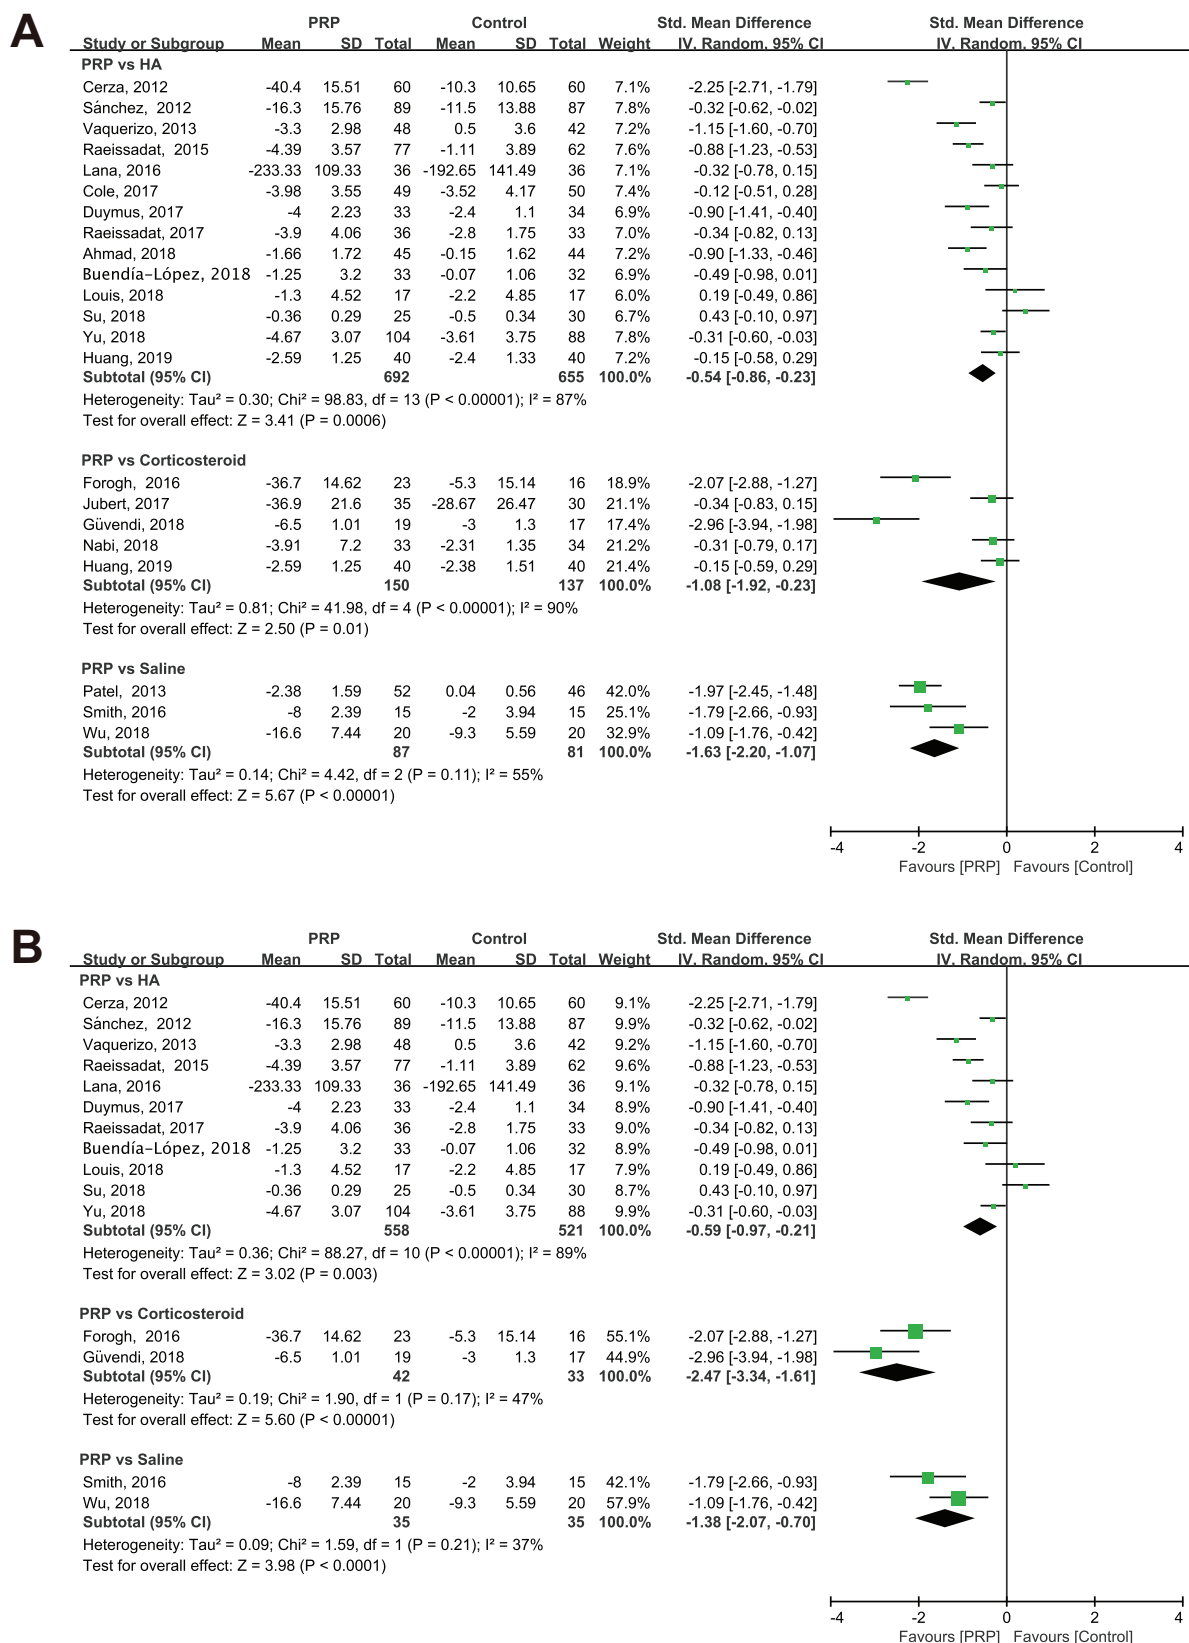 A
PRP Control Std. Mean Difference Std. Mean Difference
Study or Subgroup Mean SD Total Mean SD Total Weight IV. Random. 95% CI IV. Random. 95% CI
PRP vs HA
Cerza, 2012 -40.4 15.51 60 -10.3 10.65 60 7.1% -2.25 [-2.71, -1.79]
Sánchez, 2012 -16.3 15.76 89 -11.5 13.88 87 7.8% -0.32 [-0.62, -0.02]
Vaquerizo, 2013 -3.3 2.98 48 0.5 3.6 42 7.2% -1.15 [-1.60, -0.70]
Raeissadat, 2015 -4.39 3.57 77 -1.11 3.89 62 7.6% -0.88 [-1.23, -0.53]
Lana, 2016 -233.33 109.33 36 -192.65 141.49 36 7.1% -0.32 [-0.78, 0.15]
Cole, 2017 -3.98 3.55 49 -3.52 4.17 50 7.4% -0.12 [-0.51, 0.28]
Duymus, 2017 -4 2.23 33 -2.4 1.1 34 6.9% -0.90 [-1.41, -0.40]
Raeissadat, 2017 -3.9 4.06 36 -2.8 1.75 33 7.1% -0.34 [-0.82, 0.13]
Ahmad, 2018 -1.66 1.72 45 -0.15 1.62 44 7.2% -0.90 [-1.33, -0.46]
Buendía-López, 2018 -1.25 3.2 33 -0.07 1.06 32 7.0% -0.49 [-0.98, 0.01]
Louis, 2018 -1.3 4.52 17 -2.2 4.85 17 6.0% 0.19 [-0.49, 0.86]
Su, 2018 -0.36 0.29 25 -0.5 0.34 30 6.7% 0.43 [-0.10, 0.97]
Yu, 2018 -4.67 3.07 104 -3.61 3.75 88 7.8% -0.31 [-0.60, -0.03]
Huang, 2019 -2.59 1.25 40 -2.4 1.33 40 7.2% -0.15 [-0.58, 0.29]
Subtotal (95% CI) 692 655 100.0% -0.54 [-0.86, -0.23]
Heterogeneity: Tau² = 0.30; Chi² = 98.83, df = 13 (P < 0.00001); I² = 87%
Test for overall effect: Z = 3.41 (P = 0.0006)
PRP vs Corticosteroid
Forogh, 2016 -36.7 14.62 23 -5.3 15.14 16 18.9% -2.07 [-2.88, -1.27]
Jubert, 2017 -36.9 21.6 35 -28.67 26.47 30 21.1% -0.34 [-0.83, 0.15]
Güvendi, 2018 -6.5 1.01 19 -3 1.3 17 17.4% -2.96 [-3.94, -1.98]
Nabi, 2018 -3.91 7.2 33 -2.31 1.35 34 21.2% -0.31 [-0.79, 0.17]
Huang, 2019 -2.59 1.25 40 -2.38 1.51 40 21.4% -0.15 [-0.59, 0.29]
Subtotal (95% CI) 150 137 100.0% -1.08 [-1.92, -0.23]
Heterogeneity: Tau² = 0.81; Chi² = 41.98, df = 4 (P < 0.00001); I² = 90%
Test for overall effect: Z = 2.50 (P = 0.01)
PRP vs Saline
Patel, 2013 -2.38 1.59 52 0.04 0.56 46 42.0% -1.97 [-2.45, -1.48]
Smith, 2016 -8 2.39 15 -2 3.94 15 25.1% -1.79 [-2.66, -0.93]
Wu, 2018 -16.6 7.44 20 -9.3 5.59 20 32.9% -1.09 [-1.76, -0.42]
Subtotal (95% CI) 87 81 100.0% -1.63 [-2.20, -1.07]
Heterogeneity: Tau² = 0.14; Chi² = 4.42, df = 2 (P = 0.11); I² = 55%
Test for overall effect: Z = 5.67 (P < 0.00001)
-4 -2 0 2 4
Favours [PRP] Favours [Control]
B
PRP Control Std. Mean Difference Std. Mean Difference
Study or Subgroup Mean SD Total Mean SD Total Weight IV. Random. 95% CI IV. Random. 95% CI
PRP vs HA
Cerza, 2012 -40.4 15.51 60 -10.3 10.65 60 9.1% -2.25 [-2.71, -1.79]
Sánchez, 2012 -16.3 15.76 89 -11.5 13.88 87 9.9% -0.32 [-0.62, -0.02]
Vaquerizo, 2013 -3.3 2.98 48 0.5 3.6 42 9.2% -1.15 [-1.60, -0.70]
Raeissadat, 2015 -4.39 3.57 77 -1.11 3.89 62 9.6% -0.88 [-1.23, -0.53]
Lana, 2016 -233.33 109.33 36 -192.65 141.49 36 9.1% -0.32 [-0.78, 0.15]
Duymus, 2017 -4 2.23 33 -2.4 1.1 34 8.9% -0.90 [-1.41, -0.40]
Raeissadat, 2017 -3.9 4.06 36 -2.8 1.75 33 9.1% -0.34 [-0.82, 0.13]
Buendía-López, 2018 -1.25 3.2 33 -0.07 1.06 32 9.0% -0.49 [-0.98, 0.01]
Louis, 2018 -1.3 4.52 17 -2.2 4.85 17 7.9% 0.19 [-0.49, 0.86]
Su, 2018 -0.36 0.29 25 -0.5 0.34 30 8.7% 0.43 [-0.10, 0.97]
Yu, 2018 -4.67 3.07 104 -3.61 3.75 88 9.9% -0.31 [-0.60, -0.03]
Subtotal (95% CI) 558 521 100.0% -0.59 [-0.97, -0.21]
Heterogeneity: Tau² = 0.36; Chi² = 88.27, df = 10 (P < 0.00001); I² = 89%
Test for overall effect: Z = 3.02 (P = 0.003)
PRP vs Corticosteroid
Forogh, 2016 -36.7 14.62 23 -5.3 15.14 16 55.1% -2.07 [-2.88, -1.27]
Güvendi, 2018 -6.5 1.01 19 -3 1.3 17 44.9% -2.96 [-3.94, -1.98]
Subtotal (95% CI) 42 33 100.0% -2.47 [-3.34, -1.61]
Heterogeneity: Tau² = 0.19; Chi² = 1.90, df = 1 (P = 0.17); I² = 47%
Test for overall effect: Z = 5.60 (P < 0.00001)
PRP vs Saline
Smith, 2016 -8 2.39 15 -2 3.94 15 42.1% -1.79 [-2.66, -0.93]
Wu, 2018 -16.6 7.44 20 -9.3 5.59 20 57.9% -1.09 [-1.76, -0.42]
Subtotal (95% CI) 35 35 100.0% -1.38 [-2.07, -0.70]
Heterogeneity: Tau² = 0.09; Chi² = 1.59, df = 1 (P = 0.21); I² = 37%
Test for overall effect: Z = 3.98 (P < 0.0001)
-4 -2 0 2 4
Favours [PRP] Favours [Control]